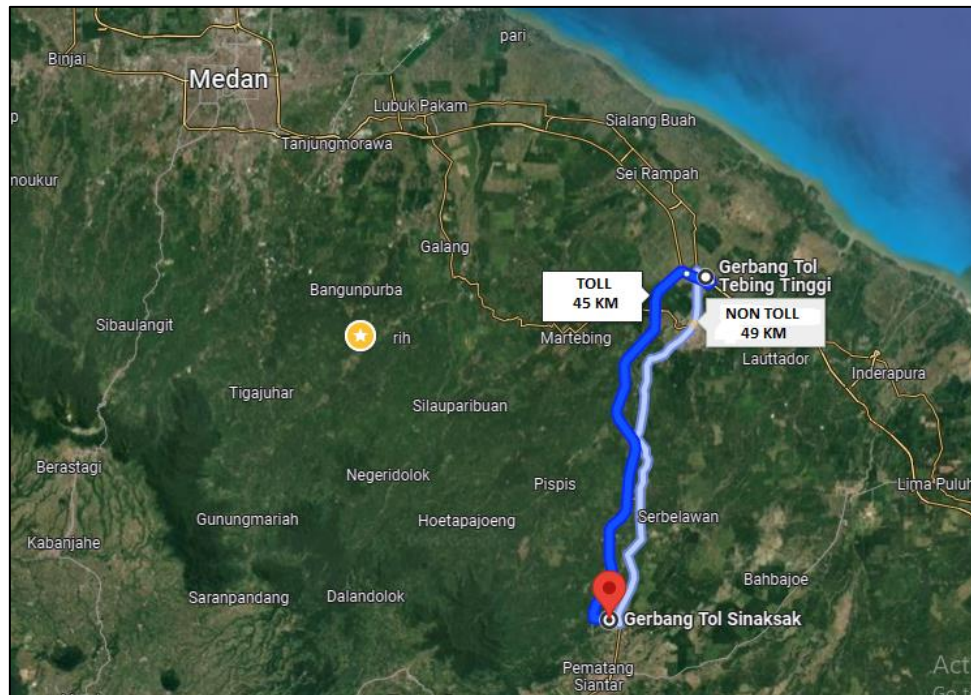 pari
Binjai
Medan
p
Lubuk Pakam
Sialang Buah
Tanjungmorawa
Sei Rampah
noukur
Galang
Gerbang Tol
Tebing Tinggi
TOLL
45 KM
Bangunpurba
NON TOLL
49 KM
Sibaulangit
rih
Martebing
Lauttador
Inderapura
Tigajuhar
Silauparibuan
Berastagi
Negeridolok
Pispis
Lima Puluh
Gunungmariah
Hoetapajoeng
Serbelawan
Kabanjahe
Bahbajoe
Saranpandang
Dalandolok
Gerbang Tol Sinaksak
Pematang
Siantar
Act